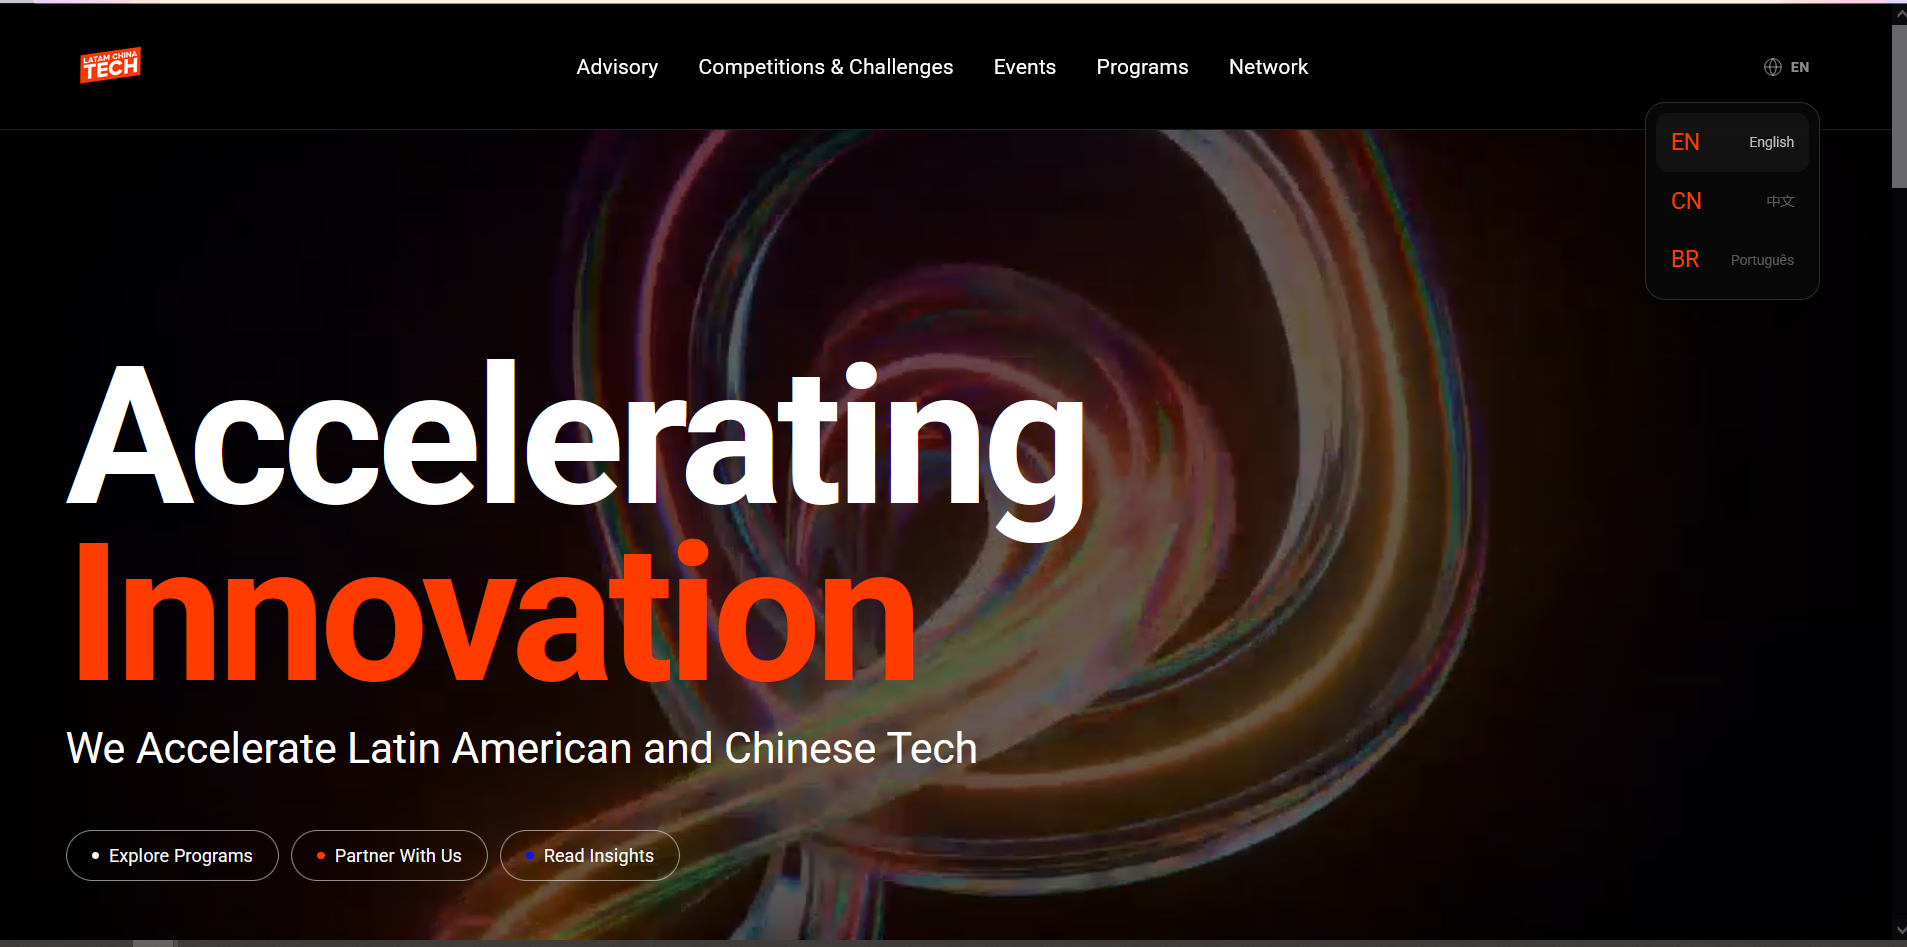 LATAM CHINA
TECH
Advisory
Competitions & Challenges
Events
Programs
Network
EN
EN English
CN 中文
BR Português
Accelerating
Innovation
We Accelerate Latin American and Chinese Tech
Explore Programs
Partner With Us
Read Insights